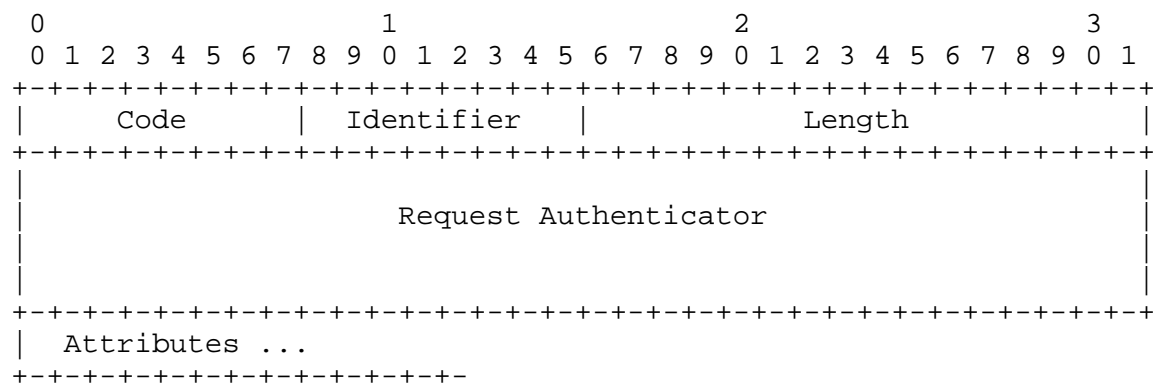 0                   1                   2                   3
 0 1 2 3 4 5 6 7 8 9 0 1 2 3 4 5 6 7 8 9 0 1 2 3 4 5 6 7 8 9 0 1
+-+-+-+-+-+-+-+-+-+-+-+-+-+-+-+-+-+-+-+-+-+-+-+-+-+-+-+-+-+-+-+-+
|     Code      |  Identifier   |            Length             |
+-+-+-+-+-+-+-+-+-+-+-+-+-+-+-+-+-+-+-+-+-+-+-+-+-+-+-+-+-+-+-+-+
|                                                               |
|                     Request Authenticator                     |
|                                                               |
|                                                               |
+-+-+-+-+-+-+-+-+-+-+-+-+-+-+-+-+-+-+-+-+-+-+-+-+-+-+-+-+-+-+-+-+
|  Attributes ...
+-+-+-+-+-+-+-+-+-+-+-+-+-